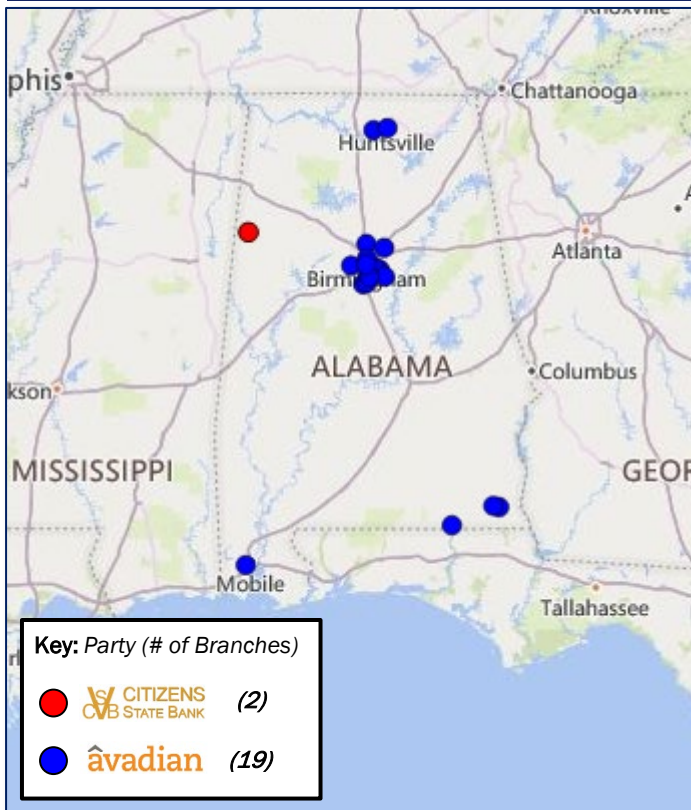 phis
Chattanooga
Huntsville
Atlanta
Birmingham
ALABAMA
Columbus
kson
MISSISSIPPI
GEOR
Mobile
Tallahassee
Key: Party (# of Branches)
CSB CITIZENS
STATE BANK (2)
âvadian (19)